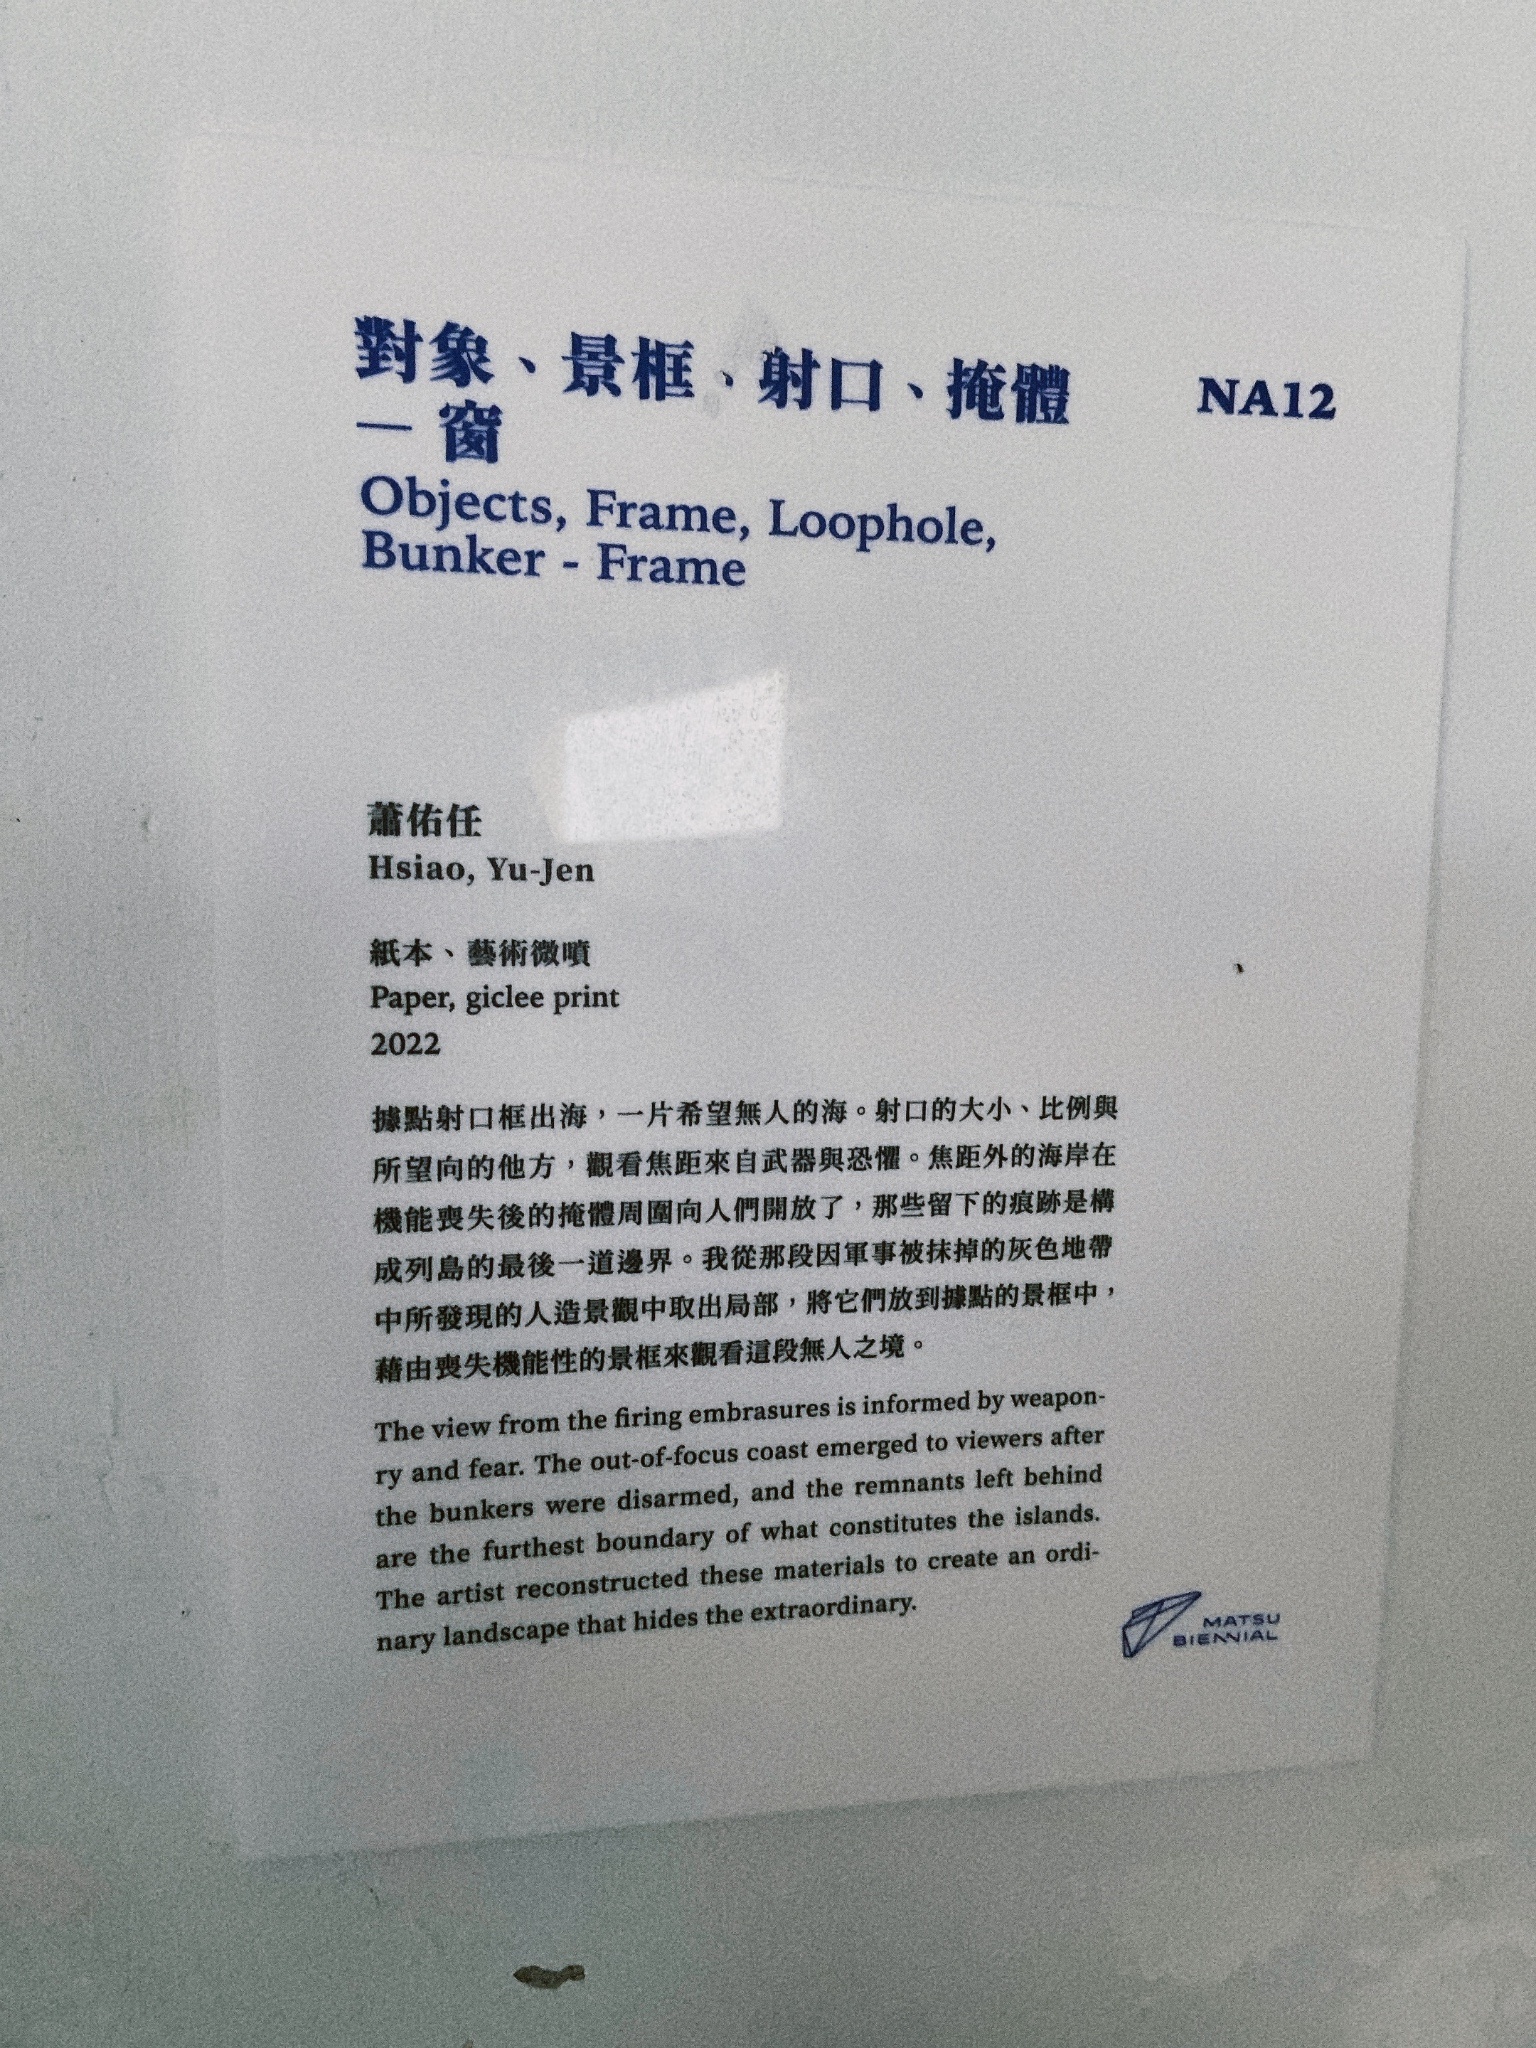 對象、景框、射口、掩體
NA12
— 窗
Objects, Frame, Loophole,
Bunker - Frame
蕭佑任
Hsiao, Yu-Jen
紙本、藝術微噴
Paper, giclee print
2022
據點射口框出海，一片希望無人的海。射口的大小、比例與
所望向的他方，觀看焦距來自武器與恐懼。焦距外的海岸在
機能喪失後的掩體周圍向人們開放了，那些留下的痕跡是構
成列島的最後一道邊界。我從那段因軍事被抹掉的灰色地帶
中所發現的人造景觀中取出局部，將它們放到據點的景框中，
藉由喪失機能性的景框來觀看這段無人之境。
The view from the firing embrasures is informed by weapon-
ry and fear. The out-of-focus coast emerged to viewers after
the bunkers were disarmed, and the remnants left behind
are the furthest boundary of what constitutes the islands.
The artist reconstructed these materials to create an ordi-
nary landscape that hides the extraordinary.
MATSU
BIENNIAL